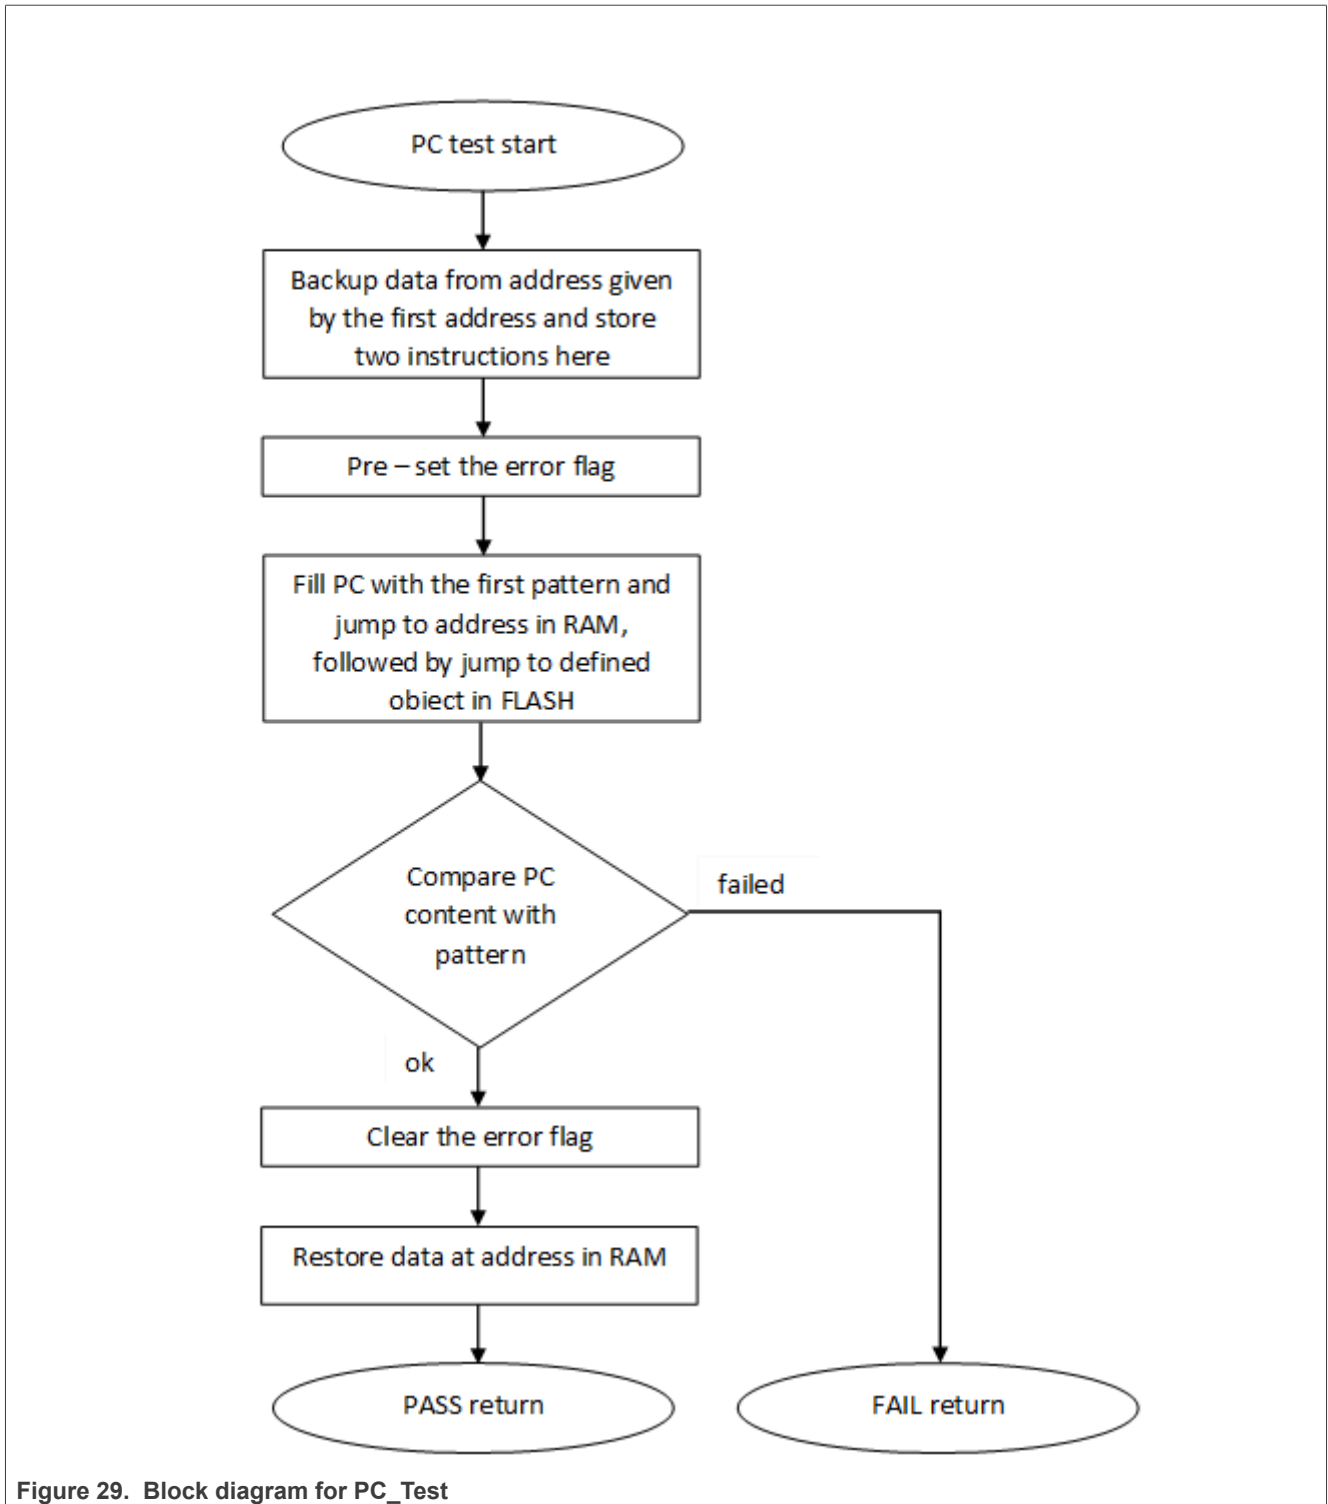 PC test start
Backup data from address given
by the first address and store
two instructions here
Pre – set the error flag
Fill PC with the first pattern and
jump to address in RAM,
followed by jump to defined
obiect in FLASH
Compare PC
content with
pattern
failed
ok
Clear the error flag
Restore data at address in RAM
PASS return
FAIL return
Figure 29. Block diagram for PC_Test